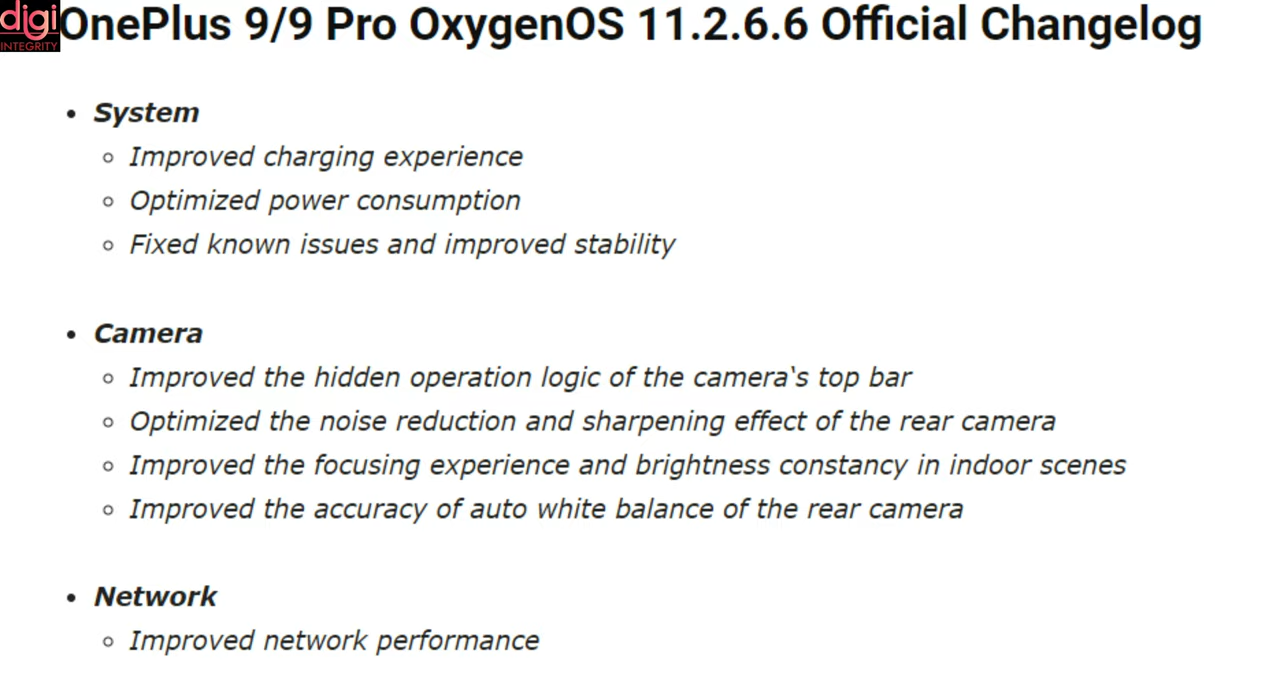 digi
INTEGRITY
OnePlus 9/9 Pro OxygenOS 11.2.6.6 Official Changelog
• System
◦ Improved charging experience
◦ Optimized power consumption
◦ Fixed known issues and improved stability
• Camera
◦ Improved the hidden operation logic of the camera‛s top bar
◦ Optimized the noise reduction and sharpening effect of the rear camera
◦ Improved the focusing experience and brightness constancy in indoor scenes
◦ Improved the accuracy of auto white balance of the rear camera
• Network
◦ Improved network performance